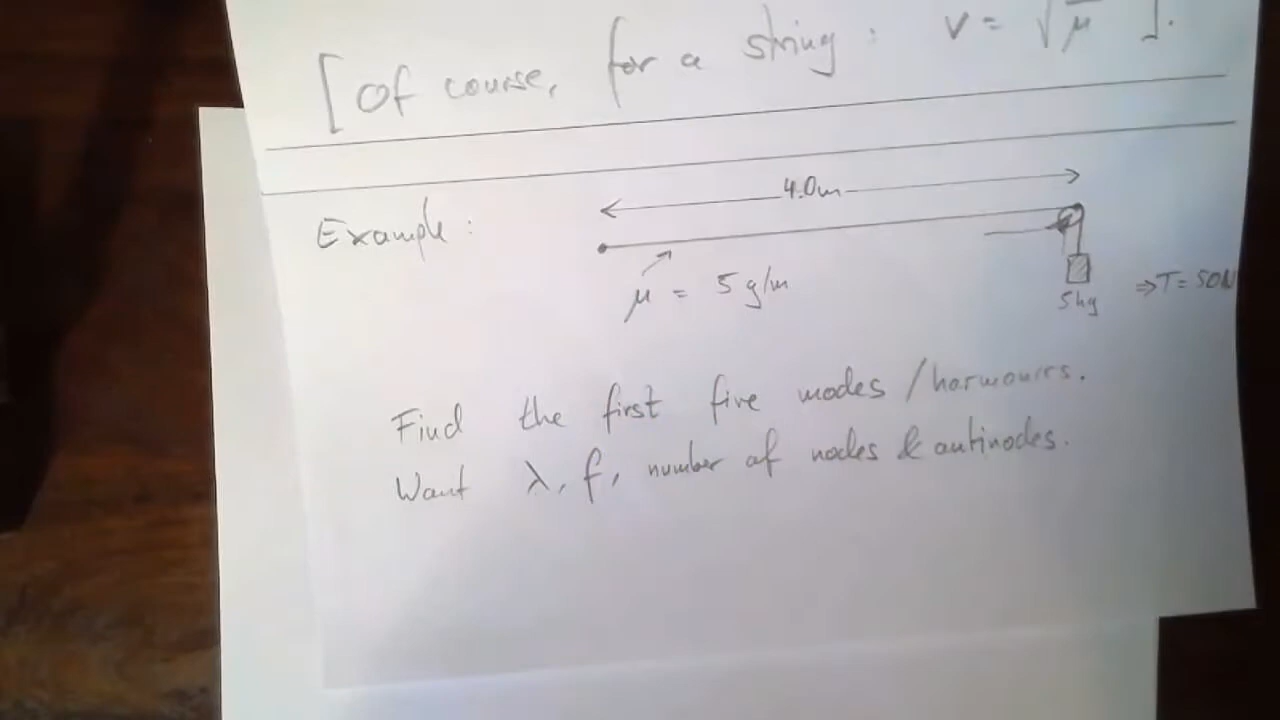 [Of course, for a string : v = √ μ ].
Example :
4.0m
μ = 5 g/m
5kg
⇒ T = 50N
Find the first five modes / harmonics.
Want λ, f, number of nodes & antinodes.